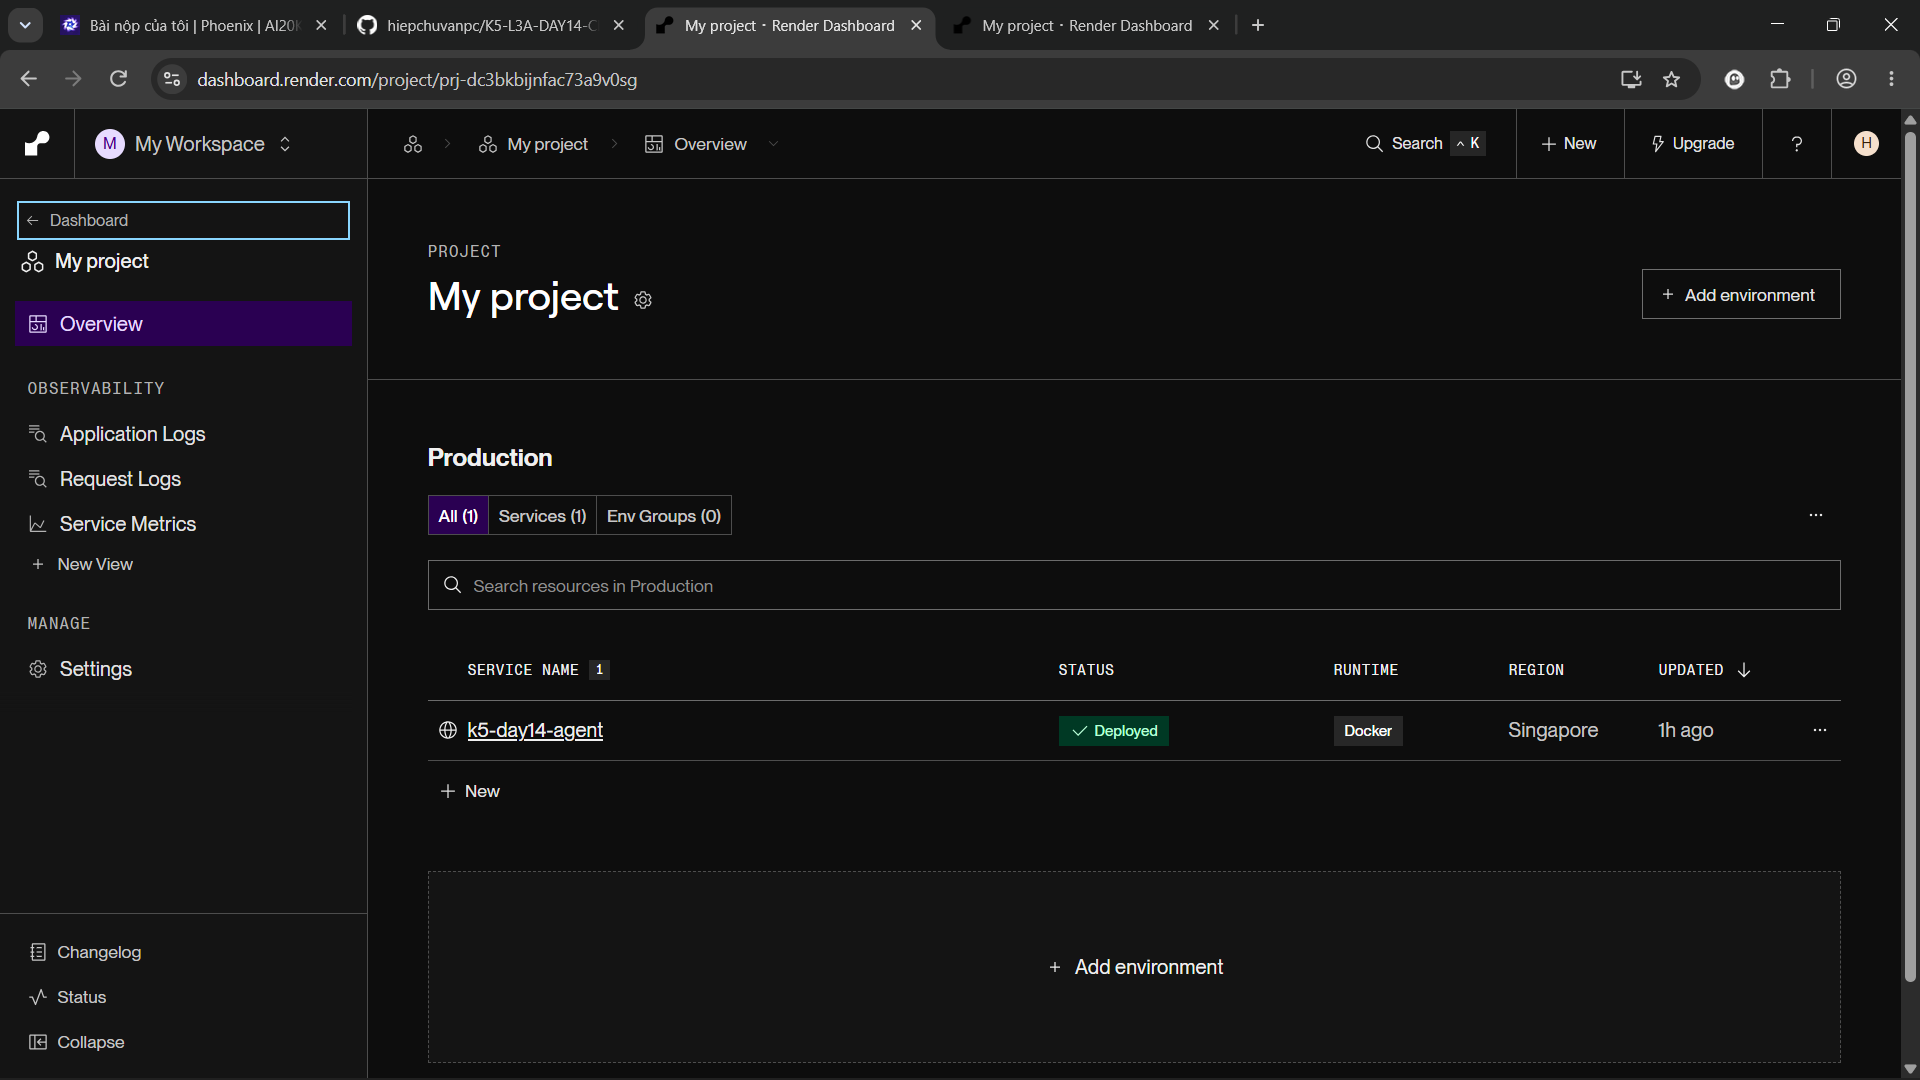 Bài nộp của tôi | Phoenix | AI20K
hiepchuvanpc/K5-L3A-DAY14-C
My project · Render Dashboard
My project · Render Dashboard
dashboard.render.com/project/prj-dc3bkbijnfac73a9v0sg
M My Workspace
My project
Overview
Search ^ K
+ New
Upgrade
?
H
← Dashboard
My project
Overview
OBSERVABILITY
Application Logs
Request Logs
Service Metrics
+ New View
MANAGE
Settings
Changelog
Status
Collapse
PROJECT
My project
+ Add environment
Production
All (1)
Services (1)
Env Groups (0)
Search resources in Production
SERVICE NAME 1
STATUS
RUNTIME
REGION
UPDATED ↓
k5-day14-agent
Deployed
Docker
Singapore
1h ago
+ New
+ Add environment